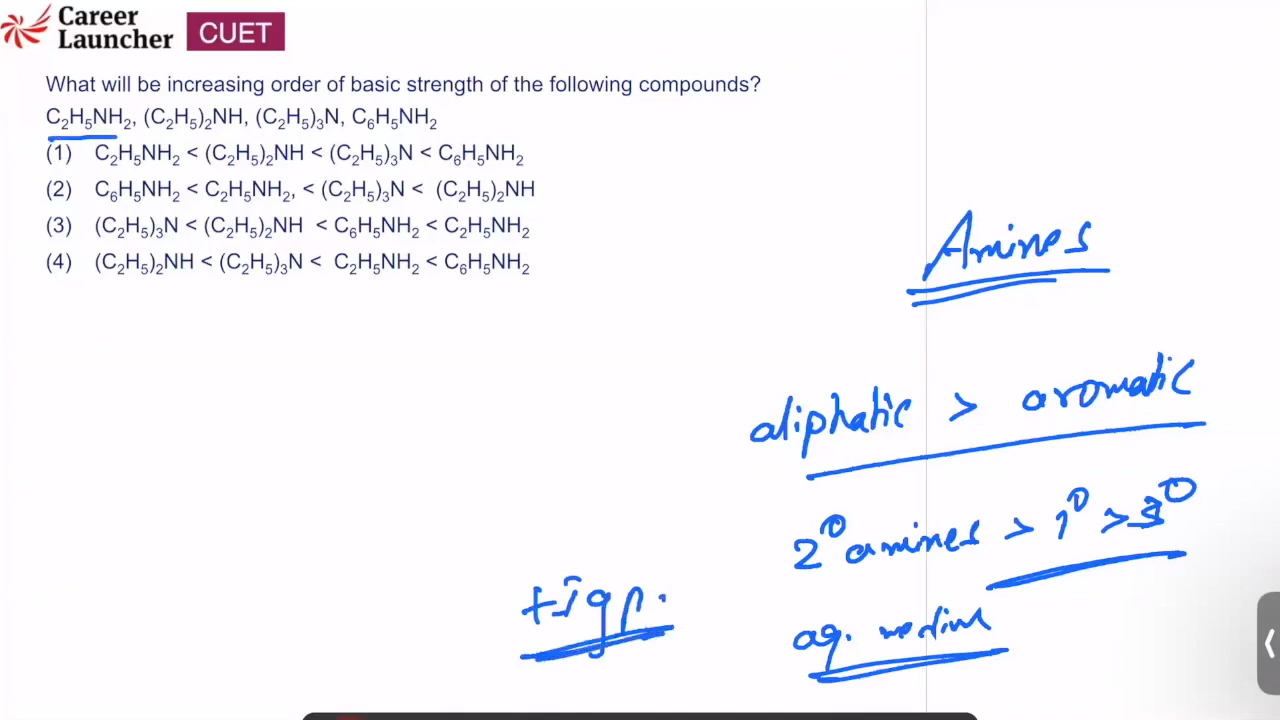 Career
Launcher
CUET
What will be increasing order of basic strength of the following compounds?
C₂H₅NH₂, (C₂H₅)₂NH, (C₂H₅)₃N, C₆H₅NH₂
(1) C₂H₅NH₂ < (C₂H₅)₂NH < (C₂H₅)₃N < C₆H₅NH₂
(2) C₆H₅NH₂ < C₂H₅NH₂, < (C₂H₅)₃N < (C₂H₅)₂NH
(3) (C₂H₅)₃N < (C₂H₅)₂NH < C₆H₅NH₂ < C₂H₅NH₂
(4) (C₂H₅)₂NH < (C₂H₅)₃N < C₂H₅NH₂ < C₆H₅NH₂
Amines
aliphatic > aromatic
2° amines > 1° > 3°
+I gp.
aq.